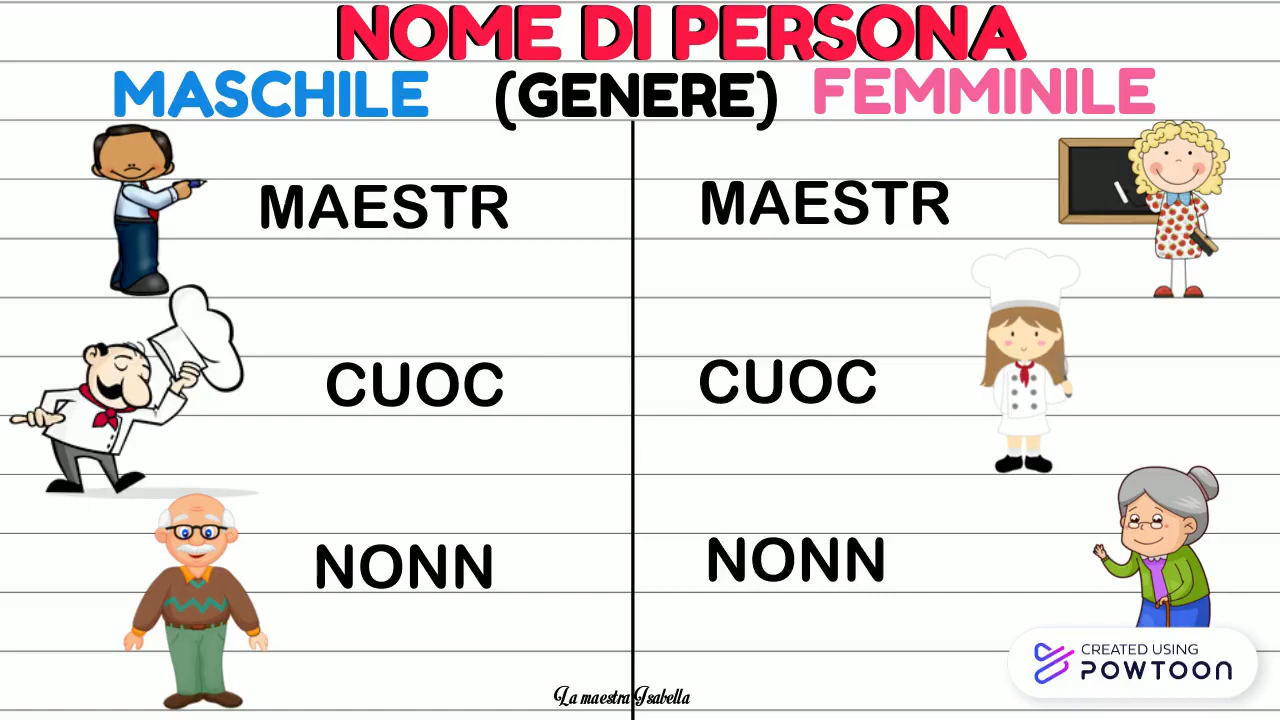 NOME DI PERSONA
MASCHILE (GENERE) FEMMINILE
MAESTR MAESTR
CUOC CUOC
NONN NONN
La maestra Isabella
CREATED USING
POWTOON